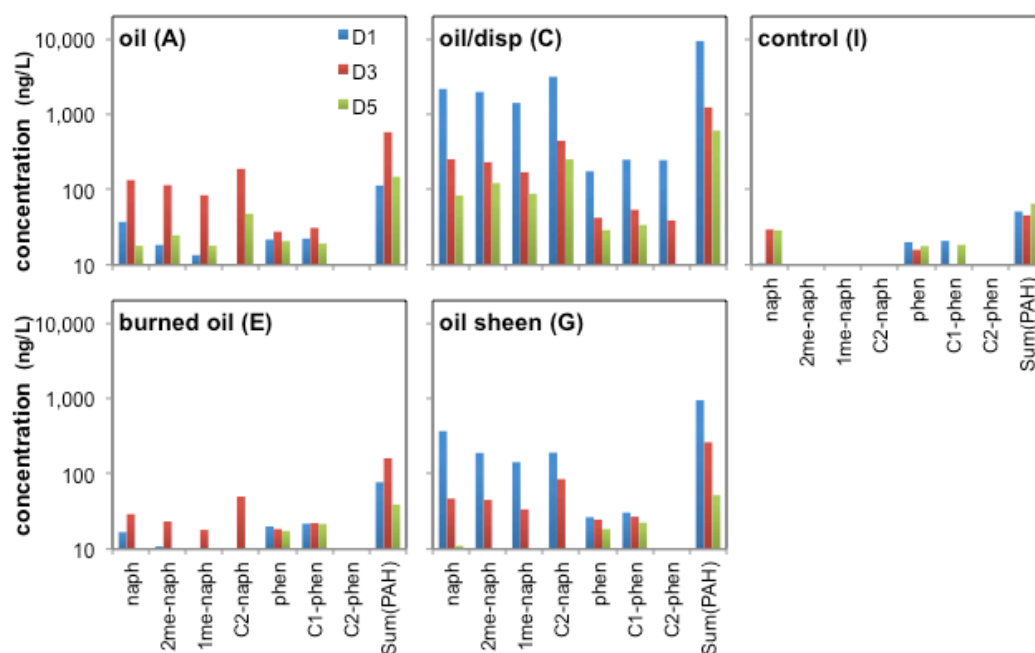 oil (A)
D1
D3
D5
oil/disp (C)
control (I)
concentration (ng/L)
10,000
1,000
100
10
naph
2me-naph
1me-naph
C2-naph
phen
C1-phen
C2-phen
Sum(PAH)
burned oil (E)
oil sheen (G)
concentration (ng/L)
10,000
1,000
100
10
naph
2me-naph
1me-naph
C2-naph
phen
C1-phen
C2-phen
Sum(PAH)
naph
2me-naph
1me-naph
C2-naph
phen
C1-phen
C2-phen
Sum(PAH)